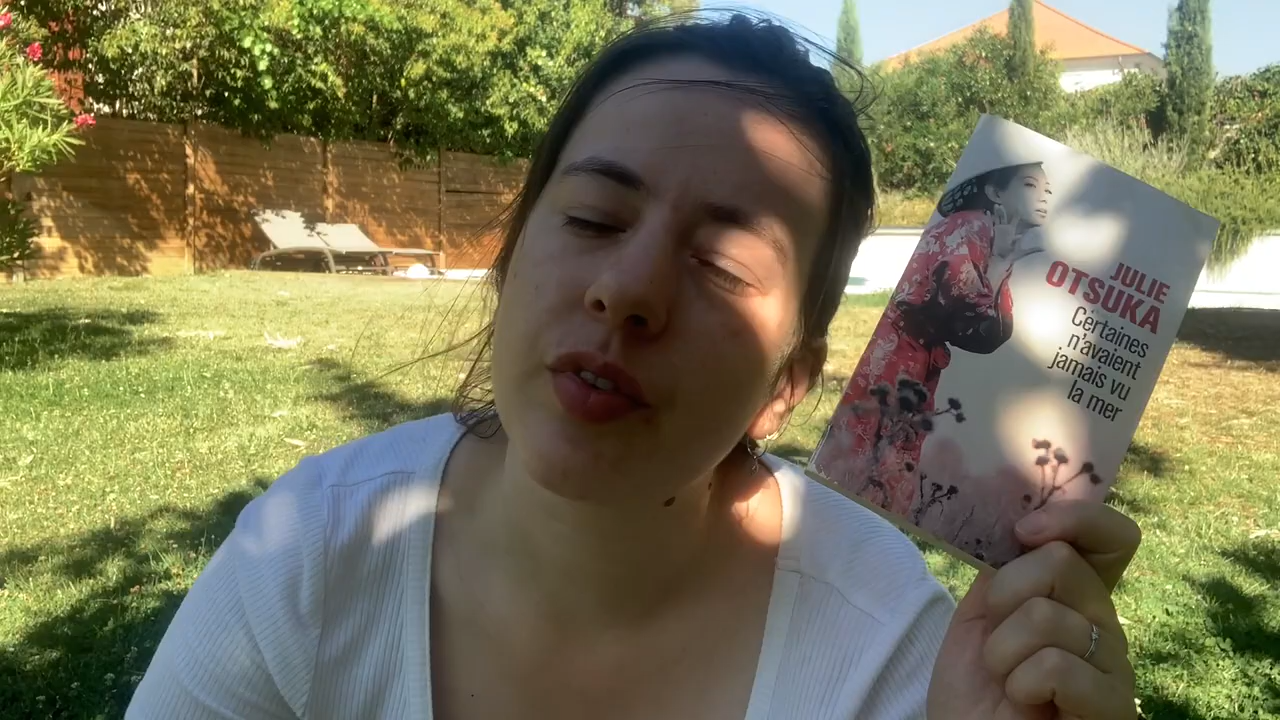 JULIE
OTSUKA
Certaines
n'avaient
jamais vu
la mer